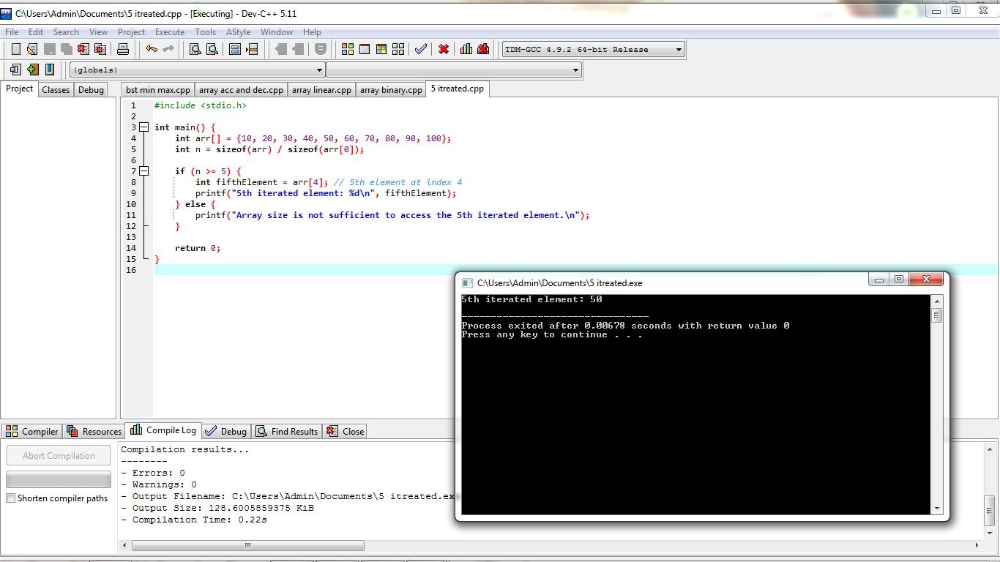 C:\Users\Admin\Documents\5 itreated.cpp - [Executing] - Dev-C++ 5.11
File Edit Search View Project Execute Tools AStyle Window Help
TDM-GCC 4.9.2 64-bit Release
(globals)
Project Classes Debug
bst min max.cpp array acc and dec.cpp array linear.cpp array binary.cpp 5 itreated.cpp
1 #include <stdio.h>
2
3 int main() {
4 int arr[] = {10, 20, 30, 40, 50, 60, 70, 80, 90, 100};
5 int n = sizeof(arr) / sizeof(arr[0]);
6
7 if (n >= 5) {
8 int fifthElement = arr[4]; // 5th element at index 4
9 printf("5th iterated element: %d\n", fifthElement);
10 } else {
11 printf("Array size is not sufficient to access the 5th iterated element.\n");
12 }
13
14 return 0;
15 }
16
C:\Users\Admin\Documents\5 itreated.exe
5th iterated element: 50
--------------------------------
Process exited after 0.00678 seconds with return value 0
Press any key to continue . . .
Compiler Resources Compile Log Debug Find Results Close
Abort Compilation
Shorten compiler paths
Compilation results...
--------
- Errors: 0
- Warnings: 0
- Output Filename: C:\Users\Admin\Documents\5 itreated.ex
- Output Size: 128.6005859375 KiB
- Compilation Time: 0.22s